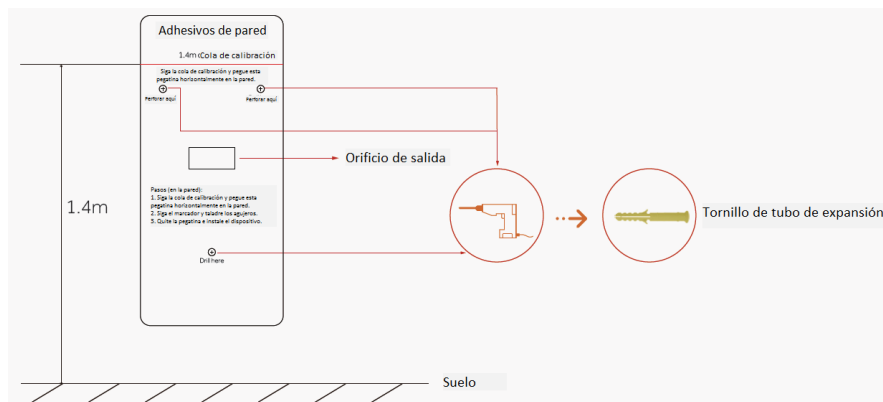 Adhesivos de pared
1.4m Cola de calibración
Siga la cola de calibración y pegue esta
pegatina horizontalmente en la pared.
Perforar aquí
Perforar aquí
Orificio de salida
Pasos (en la pared):
1. Siga la cola de calibración y pegue esta
pegatina horizontalmente en la pared.
2. Siga el marcador y taladre los agujeros.
3. Quite la pegatina e instale el dispositivo.
1.4m
Tornillo de tubo de expansión
Drill here
Suelo